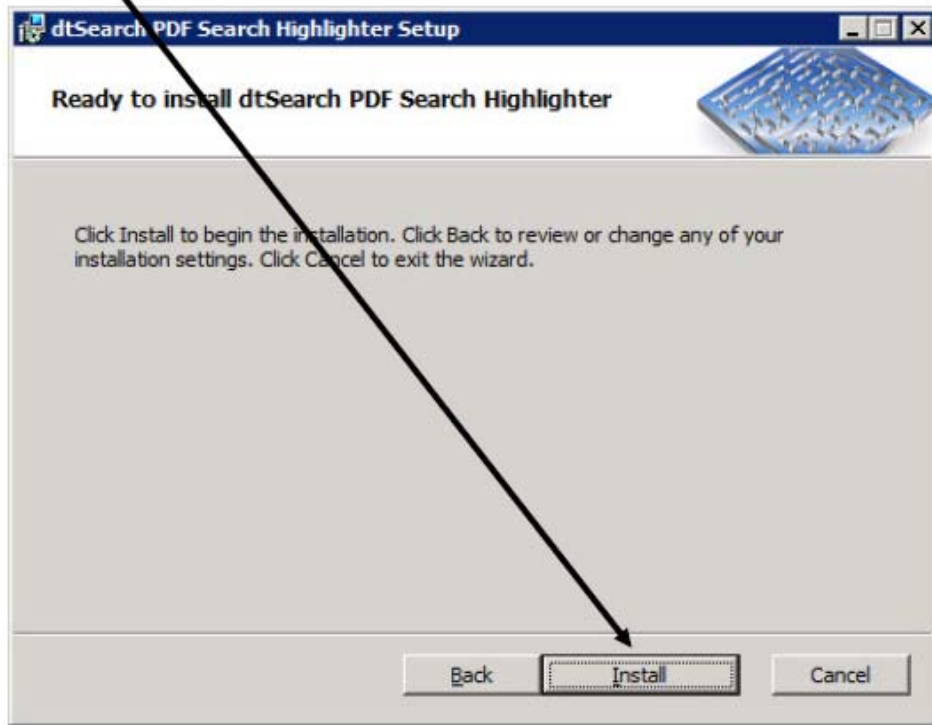 dtSearch PDF Search Highlighter Setup
Ready to install dtSearch PDF Search Highlighter
Click Install to begin the installation. Click Back to review or change any of your
installation settings. Click Cancel to exit the wizard.
Back Install Cancel